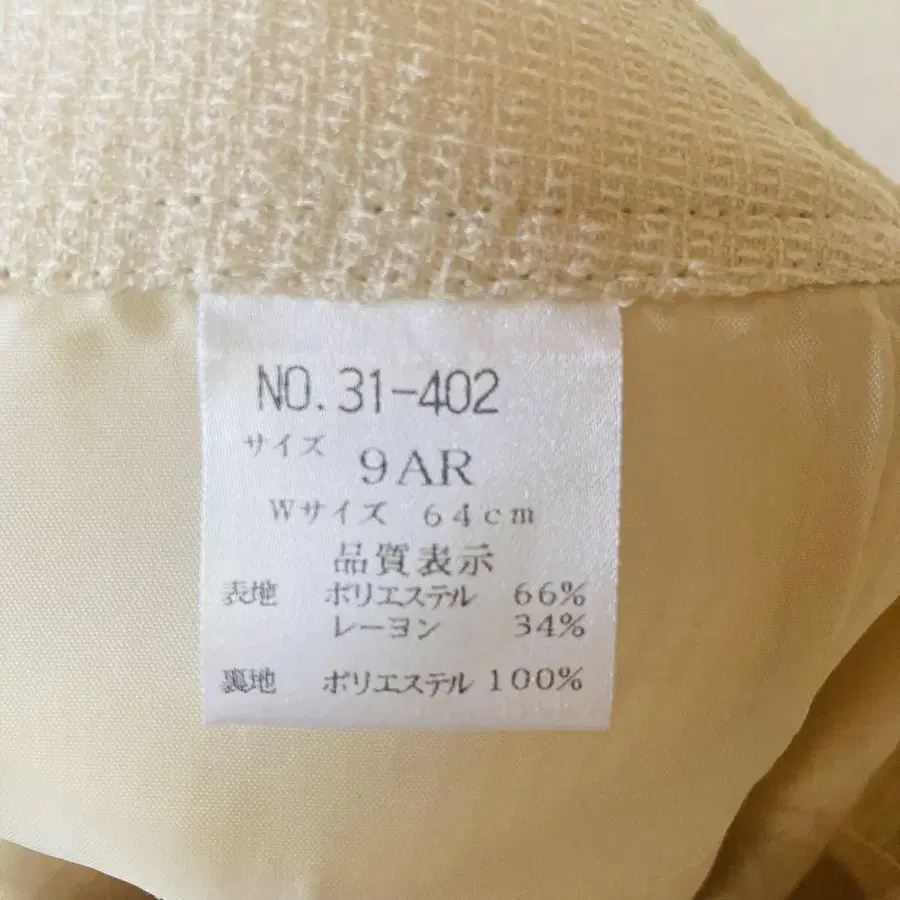 NO.31-402
サイズ
9AR
Wサイズ 64cm
品質表示
表地 ポリエステル 66%
レーヨン 34%
裏地 ポリエステル 100%